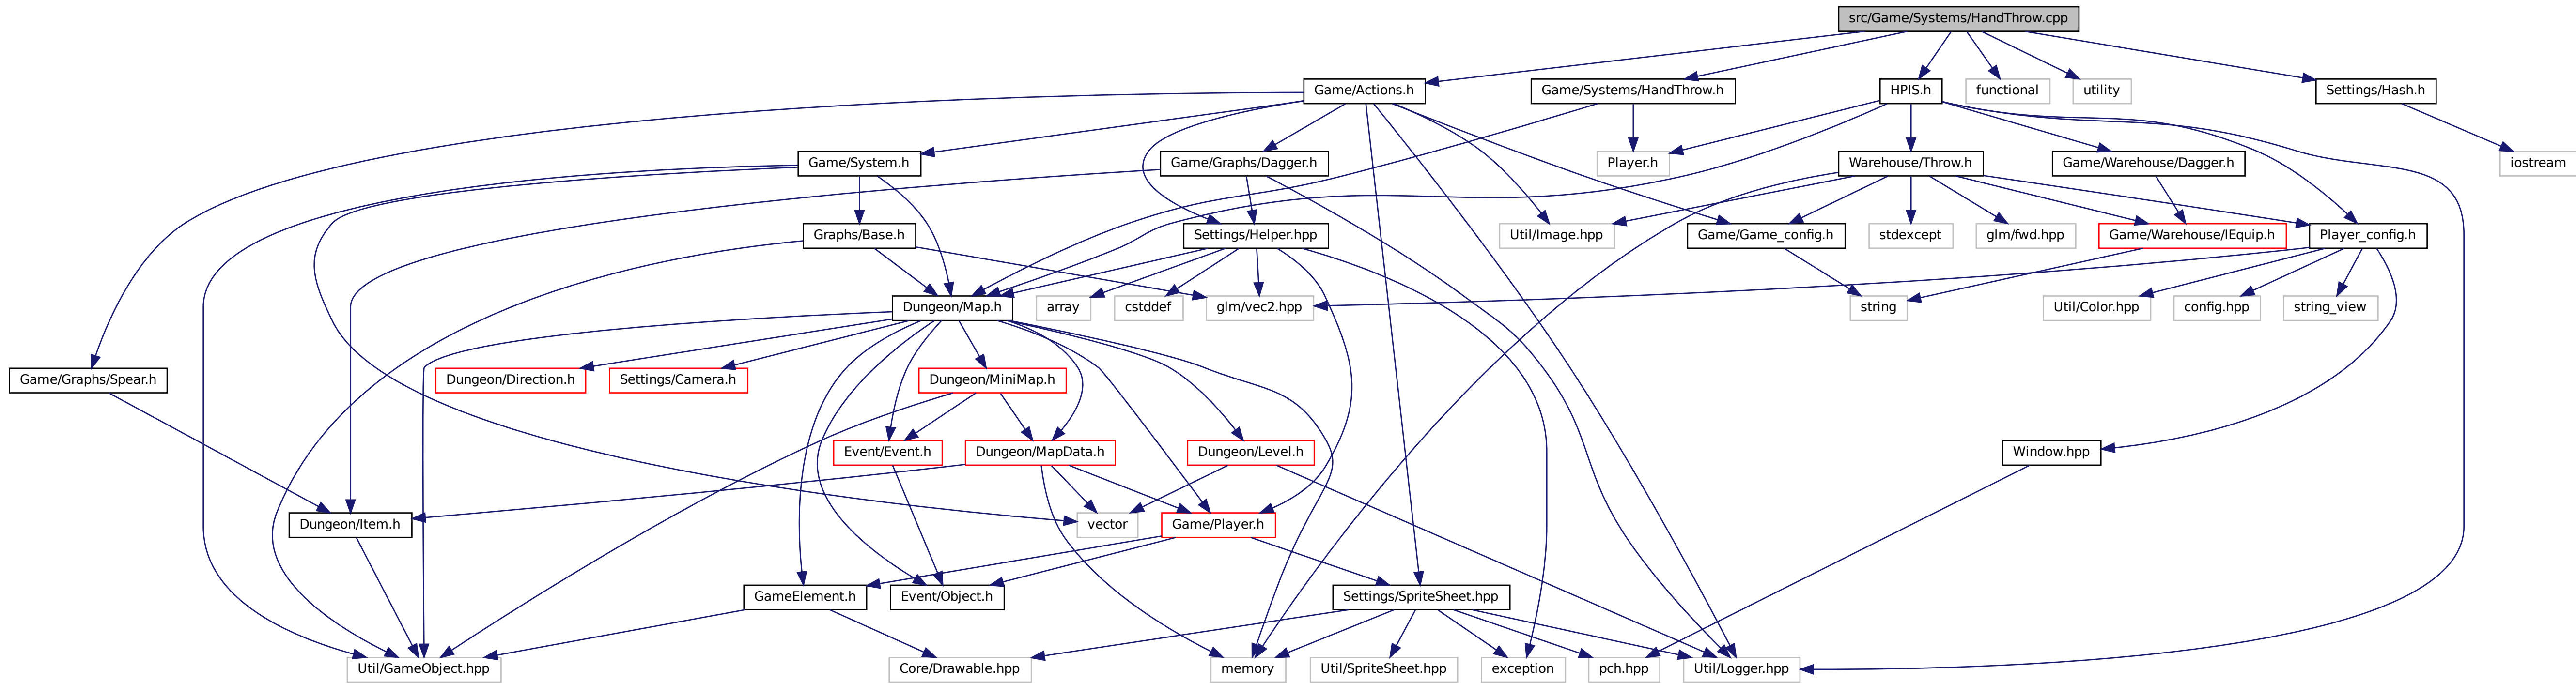 src/Game/Systems/HandThrow.cpp
Game/Actions.h
Game/Systems/HandThrow.h
HPIS.h
functional
utility
Settings/Hash.h
Game/System.h
Game/Graphs/Dagger.h
Player.h
Warehouse/Throw.h
Game/Warehouse/Dagger.h
iostream
Graphs/Base.h
Settings/Helper.hpp
Util/Image.hpp
Game/Game_config.h
stdexcept
glm/fwd.hpp
Game/Warehouse/IEquip.h
Player_config.h
Dungeon/Map.h
array
cstddef
glm/vec2.hpp
string
Util/Color.hpp
config.hpp
string_view
Game/Graphs/Spear.h
Dungeon/Direction.h
Settings/Camera.h
Dungeon/MiniMap.h
Event/Event.h
Dungeon/MapData.h
Dungeon/Level.h
Window.hpp
Dungeon/Item.h
vector
Game/Player.h
GameElement.h
Event/Object.h
Settings/SpriteSheet.hpp
Util/GameObject.hpp
Core/Drawable.hpp
memory
Util/SpriteSheet.hpp
exception
pch.hpp
Util/Logger.hpp